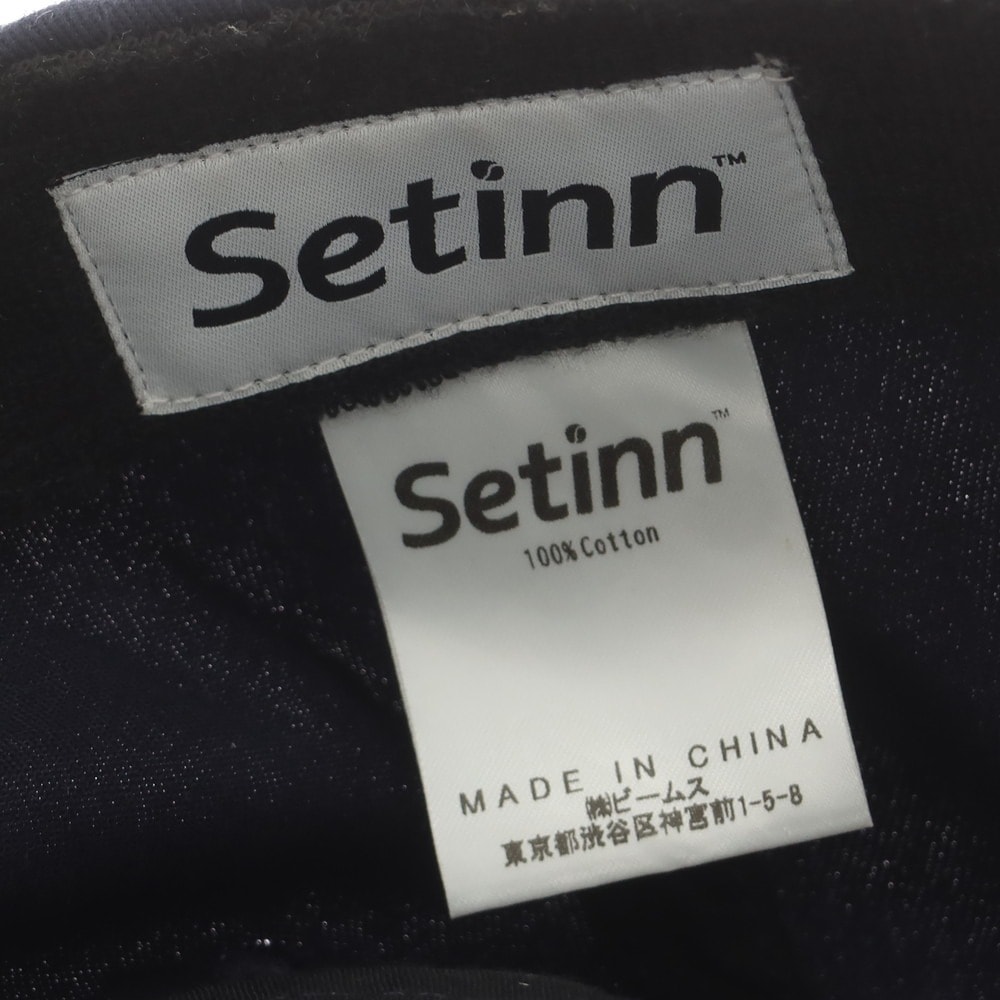 Setinn™
Setinn™
100%Cotton
MADE IN CHINA
㈱ビームス
東京都渋谷区神宮前1-5-8